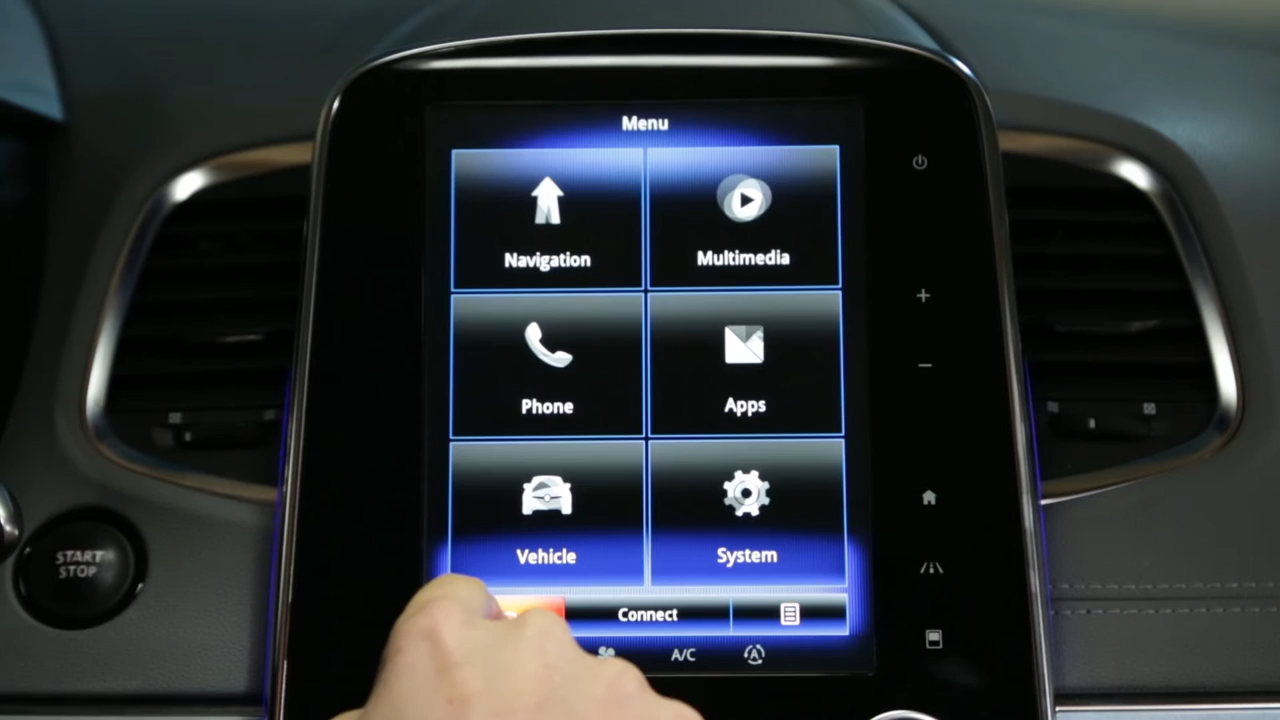 Menu
Navigation
Multimedia
Phone
Apps
Vehicle
System
START
STOP
Connect
A/C
A